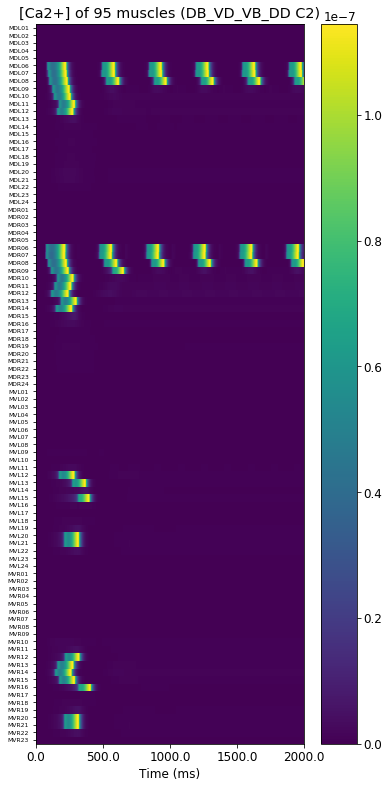 [Ca2+] of 95 muscles (DB_VD_VB_DD C2)
1e−7
MDL01
MDL02
MDL03
MDL04
MDL05
MDL06
MDL07
MDL08
MDL09
MDL10
MDL11
MDL12
MDL13
MDL14
MDL15
MDL16
MDL17
MDL18
MDL19
MDL20
MDL21
MDL22
MDL23
MDL24
MDR01
MDR02
MDR03
MDR04
MDR05
MDR06
MDR07
MDR08
MDR09
MDR10
MDR11
MDR12
MDR13
MDR14
MDR15
MDR16
MDR17
MDR18
MDR19
MDR20
MDR21
MDR22
MDR23
MDR24
MVL01
MVL02
MVL03
MVL04
MVL05
MVL06
MVL07
MVL08
MVL09
MVL10
MVL11
MVL12
MVL13
MVL14
MVL15
MVL16
MVL17
MVL18
MVL19
MVL20
MVL21
MVL22
MVL23
MVL24
MVR01
MVR02
MVR03
MVR04
MVR05
MVR06
MVR07
MVR08
MVR09
MVR10
MVR11
MVR12
MVR13
MVR14
MVR15
MVR16
MVR17
MVR18
MVR19
MVR20
MVR21
MVR22
MVR23
0.0 500.0 1000.0 1500.0 2000.0
Time (ms)
1.0
0.8
0.6
0.4
0.2
0.0